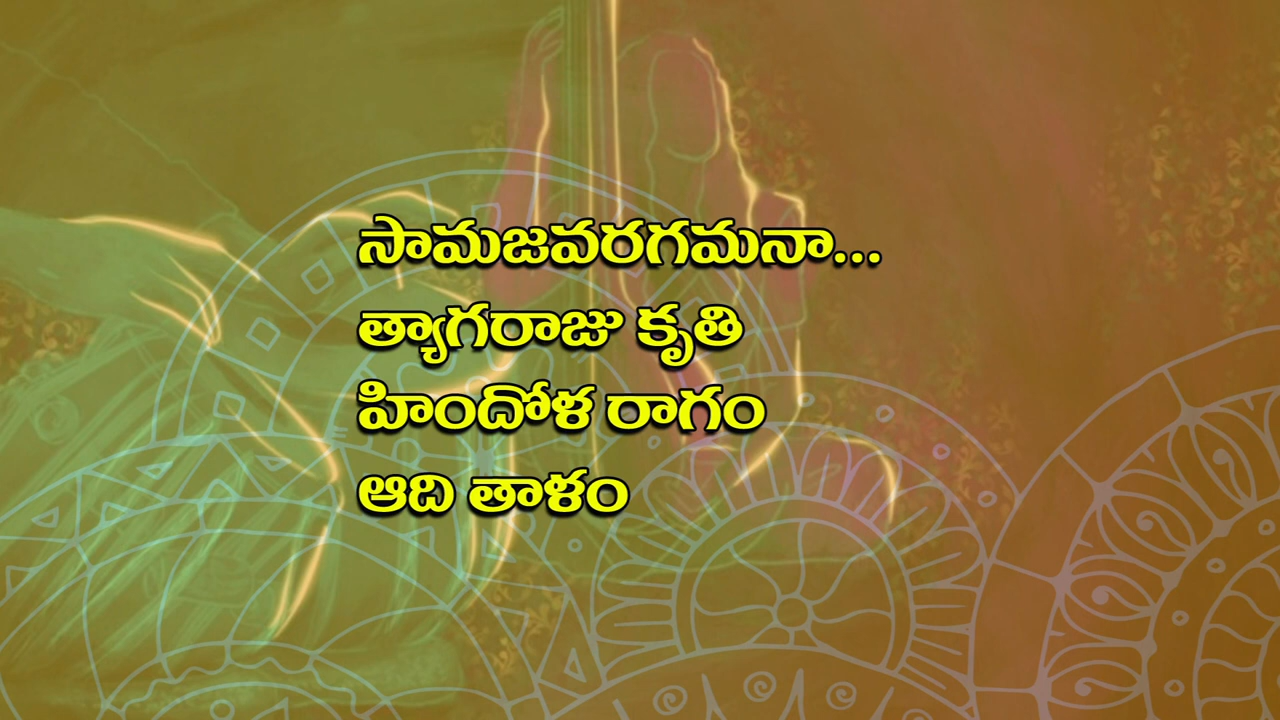 సామజవరగమనా...
త్యాగరాజు కృతి
హిందోళ రాగం
ఆది తాళం